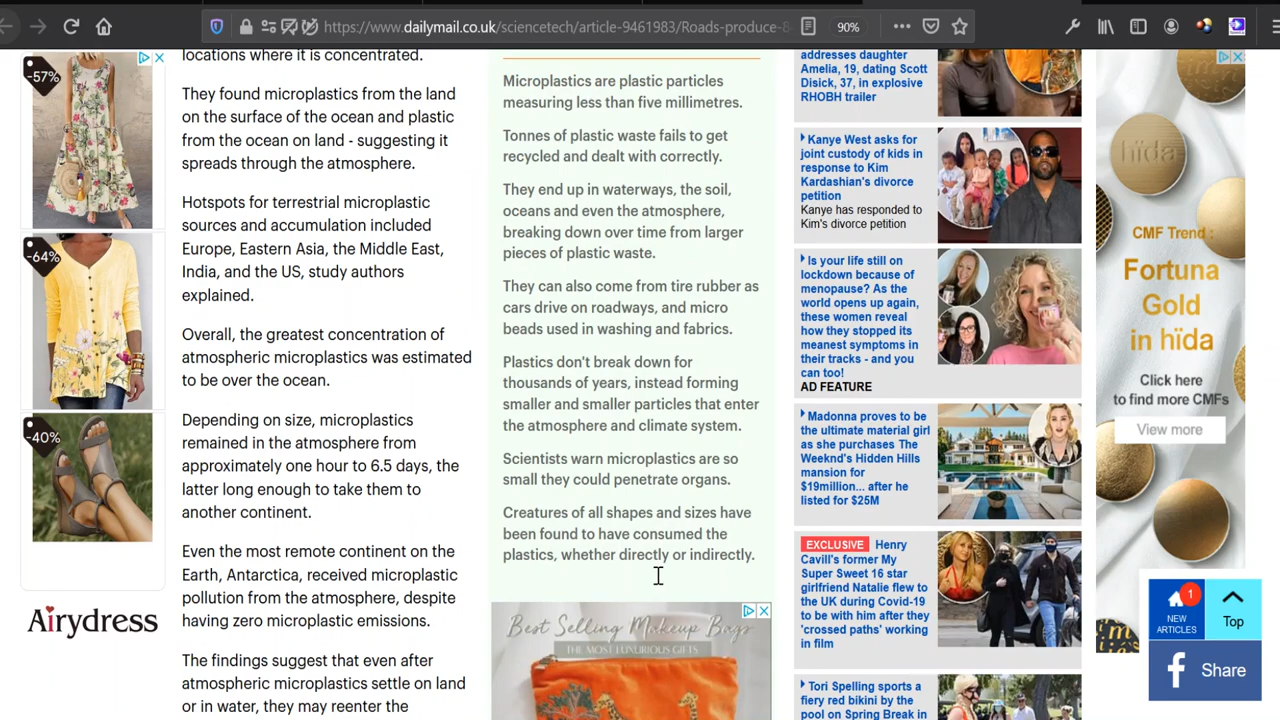 https://www.dailymail.co.uk/sciencetech/article-9461983/Roads-produce-8
90%
-57%
-64%
-40%
Airydress
locations where it is concentrated.
They found microplastics from the land
on the surface of the ocean and plastic
from the ocean on land - suggesting it
spreads through the atmosphere.
Hotspots for terrestrial microplastic
sources and accumulation included
Europe, Eastern Asia, the Middle East,
India, and the US, study authors
explained.
Overall, the greatest concentration of
atmospheric microplastics was estimated
to be over the ocean.
Depending on size, microplastics
remained in the atmosphere from
approximately one hour to 6.5 days, the
latter long enough to take them to
another continent.
Even the most remote continent on the
Earth, Antarctica, received microplastic
pollution from the atmosphere, despite
having zero microplastic emissions.
The findings suggest that even after
atmospheric microplastics settle on land
or in water, they may reenter the
Microplastics are plastic particles
measuring less than five millimetres.
Tonnes of plastic waste fails to get
recycled and dealt with correctly.
They end up in waterways, the soil,
oceans and even the atmosphere,
breaking down over time from larger
pieces of plastic waste.
They can also come from tire rubber as
cars drive on roadways, and micro
beads used in washing and fabrics.
Plastics don't break down for
thousands of years, instead forming
smaller and smaller particles that enter
the atmosphere and climate system.
Scientists warn microplastics are so
small they could penetrate organs.
Creatures of all shapes and sizes have
been found to have consumed the
plastics, whether directly or indirectly.
BEST SELLING MAKEUP BAGS
THE MOST LUXURIOUS GIFTS
addresses daughter
Amelia, 19, dating Scott
Disick, 37, in explosive
RHOBH trailer
Kanye West asks for
joint custody of kids in
response to Kim
Kardashian's divorce
petition
Kanye has responded to
Kim's divorce petition
Is your life still on
lockdown because of
menopause? As the
world opens up again,
these women reveal
how they stopped its
meanest symptoms in
their tracks - and you
can too!
AD FEATURE
Madonna proves to be
the ultimate material girl
as she purchases The
Weeknd's Hidden Hills
mansion for
$19million... after he
listed for $25M
EXCLUSIVE Henry
Cavill's former My
Super Sweet 16 star
girlfriend Natalie flew to
the UK during Covid-19
to be with him after they
'crossed paths' working
in film
Tori Spelling sports a
fiery red bikini by the
pool on Spring Break in
hïda
CMF Trend :
Fortuna
Gold
in hïda
Click here
to find more CMFs
View more
1
NEW
ARTICLES
Top
Share